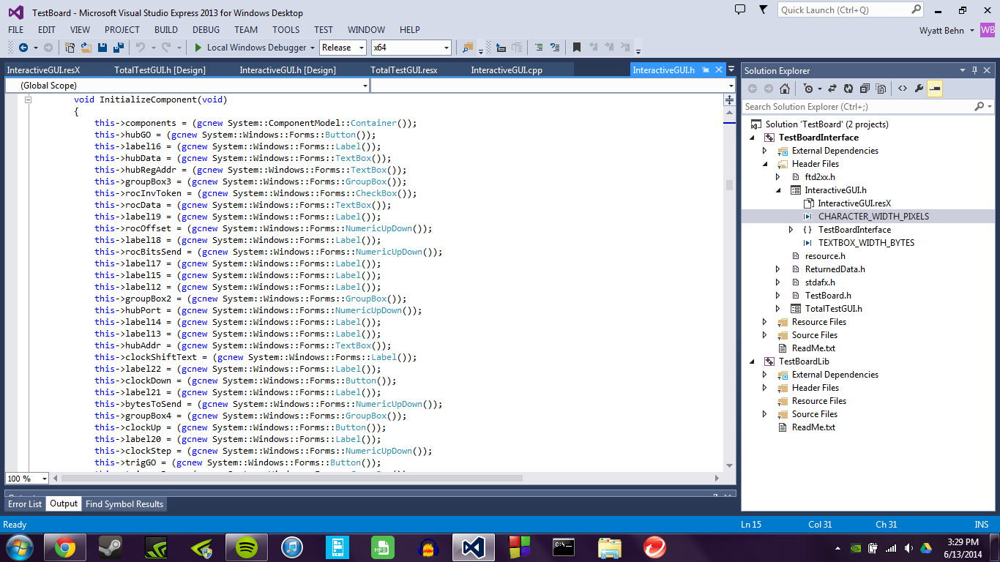 TestBoard - Microsoft Visual Studio Express 2013 for Windows Desktop
Quick Launch (Ctrl+Q)
FILE EDIT VIEW PROJECT BUILD DEBUG TEAM TOOLS TEST WINDOW HELP
Wyatt Behn WB
Local Windows Debugger Release x64
InteractiveGUI.resX TotalTestGUI.h [Design] InteractiveGUI.h [Design] TotalTestGUI.resx InteractiveGUI.cpp InteractiveGUI.h
(Global Scope)
void InitializeComponent(void)
{
this->components = (gcnew System::ComponentModel::Container());
this->hubGO = (gcnew System::Windows::Forms::Button());
this->label16 = (gcnew System::Windows::Forms::Label());
this->hubData = (gcnew System::Windows::Forms::TextBox());
this->hubRegAddr = (gcnew System::Windows::Forms::TextBox());
this->groupBox3 = (gcnew System::Windows::Forms::GroupBox());
this->rocInvToken = (gcnew System::Windows::Forms::CheckBox());
this->rocData = (gcnew System::Windows::Forms::TextBox());
this->label19 = (gcnew System::Windows::Forms::Label());
this->rocOffset = (gcnew System::Windows::Forms::NumericUpDown());
this->label18 = (gcnew System::Windows::Forms::Label());
this->rocBitsSend = (gcnew System::Windows::Forms::NumericUpDown());
this->label17 = (gcnew System::Windows::Forms::Label());
this->label15 = (gcnew System::Windows::Forms::Label());
this->label12 = (gcnew System::Windows::Forms::Label());
this->groupBox2 = (gcnew System::Windows::Forms::GroupBox());
this->hubPort = (gcnew System::Windows::Forms::NumericUpDown());
this->label14 = (gcnew System::Windows::Forms::Label());
this->label13 = (gcnew System::Windows::Forms::Label());
this->hubAddr = (gcnew System::Windows::Forms::TextBox());
this->clockShiftText = (gcnew System::Windows::Forms::Label());
this->label22 = (gcnew System::Windows::Forms::Label());
this->clockDown = (gcnew System::Windows::Forms::Button());
this->label21 = (gcnew System::Windows::Forms::Label());
this->bytesToSend = (gcnew System::Windows::Forms::NumericUpDown());
this->groupBox4 = (gcnew System::Windows::Forms::GroupBox());
this->clockUp = (gcnew System::Windows::Forms::Button());
this->label20 = (gcnew System::Windows::Forms::Label());
this->clockStep = (gcnew System::Windows::Forms::NumericUpDown());
this->trigGO = (gcnew System::Windows::Forms::Button());
100 %
Error List Output Find Symbol Results
Solution Explorer
Search Solution Explorer (Ctrl+;)
Solution 'TestBoard' (2 projects)
TestBoardInterface
External Dependencies
Header Files
ftd2xx.h
InteractiveGUI.h
InteractiveGUI.resX
CHARACTER_WIDTH_PIXELS
{ } TestBoardInterface
TEXTBOX_WIDTH_BYTES
resource.h
ReturnedData.h
stdafx.h
TestBoard.h
TotalTestGUI.h
Resource Files
Source Files
ReadMe.txt
TestBoardLib
External Dependencies
Header Files
Resource Files
Source Files
ReadMe.txt
Ready Ln 15 Col 31 Ch 31 INS
MP3
3:29 PM
6/13/2014